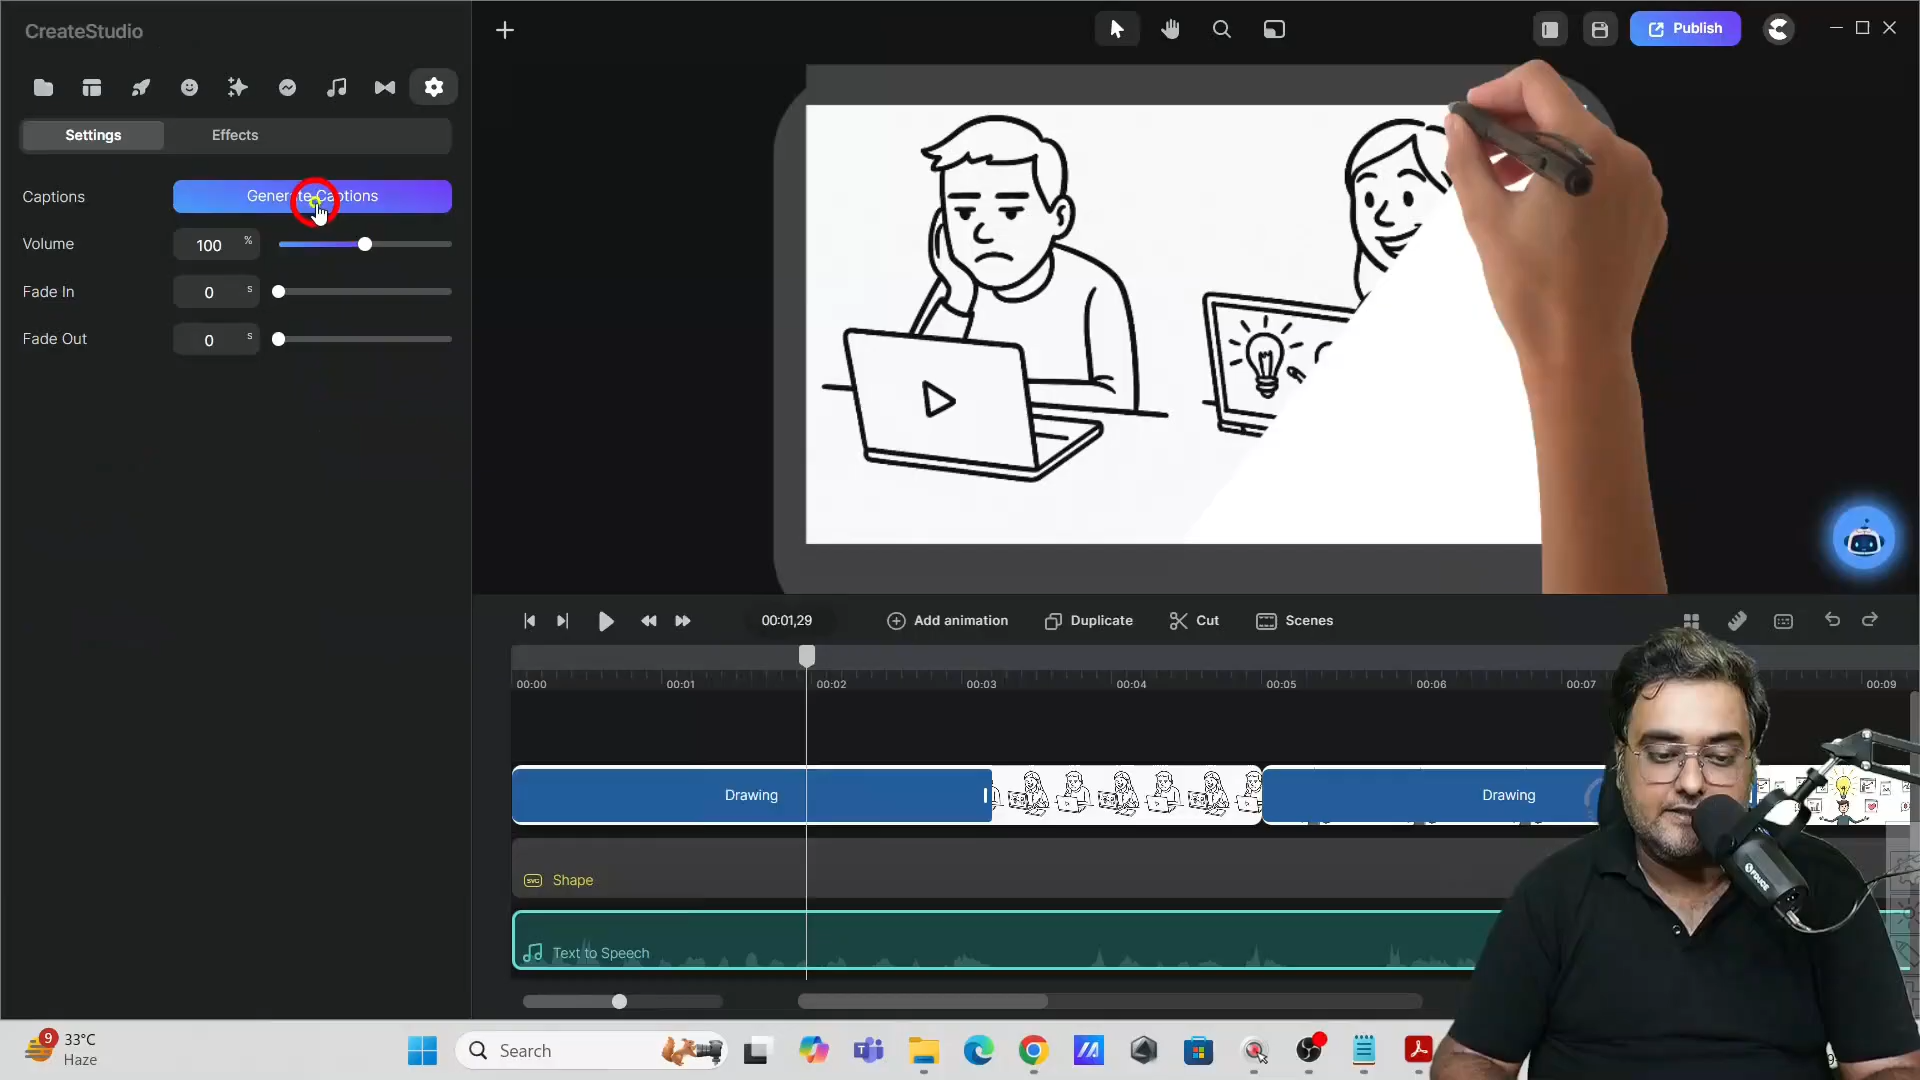 CreateStudio
Publish
Settings
Effects
Captions
Generate Captions
Volume
100 %
Fade In
0 s
Fade Out
0 s
00:01,29
Add animation
Duplicate
Cut
Scenes
00:00
00:01
00:02
00:03
00:04
00:05
00:06
00:07
00:09
Drawing
Drawing
SVG
Shape
Text to Speech
9
33°C
Haze
Search